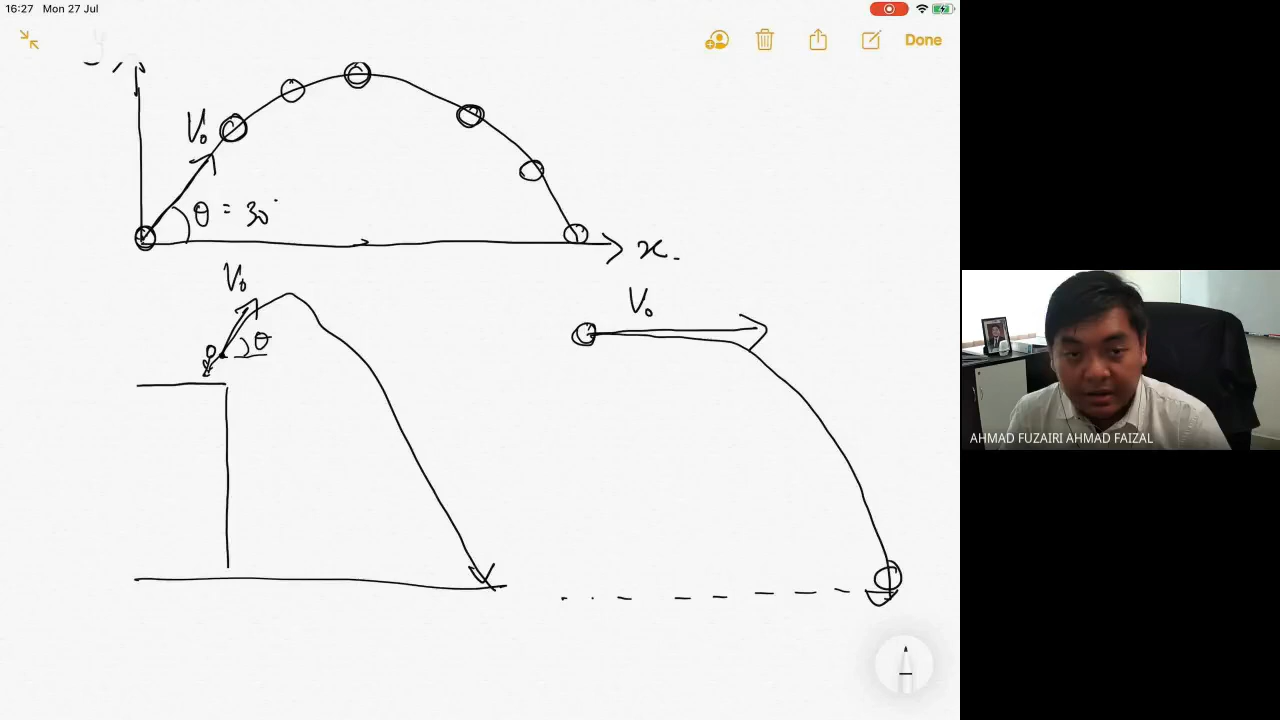 16:27 Mon 27 Jul
Done
y
V₀
θ = 30°
x.
V₀
θ
V₀
AHMAD FUZAIRI AHMAD FAIZAL